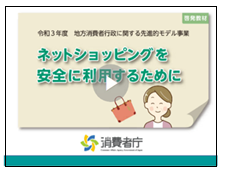 啓発教材
令和3年度　地方消費者行政に関する先進的モデル事業
ネットショッピングを
安全に利用するために
消費者庁